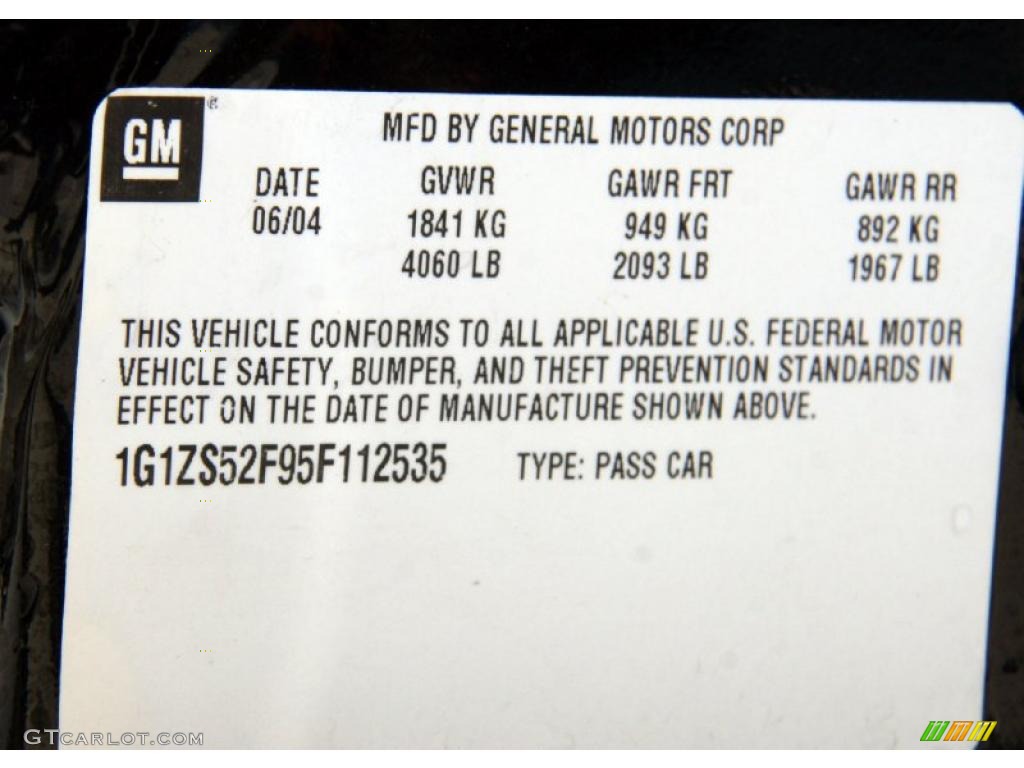 GM
MFD BY GENERAL MOTORS CORP
DATE GVWR GAWR FRT GAWR RR
06/04 1841 KG 949 KG 892 KG
4060 LB 2093 LB 1967 LB
THIS VEHICLE CONFORMS TO ALL APPLICABLE U.S. FEDERAL MOTOR
VEHICLE SAFETY, BUMPER, AND THEFT PREVENTION STANDARDS IN
EFFECT ON THE DATE OF MANUFACTURE SHOWN ABOVE.
1G1ZS52F95F112535 TYPE: PASS CAR
GTCARLOT.COM